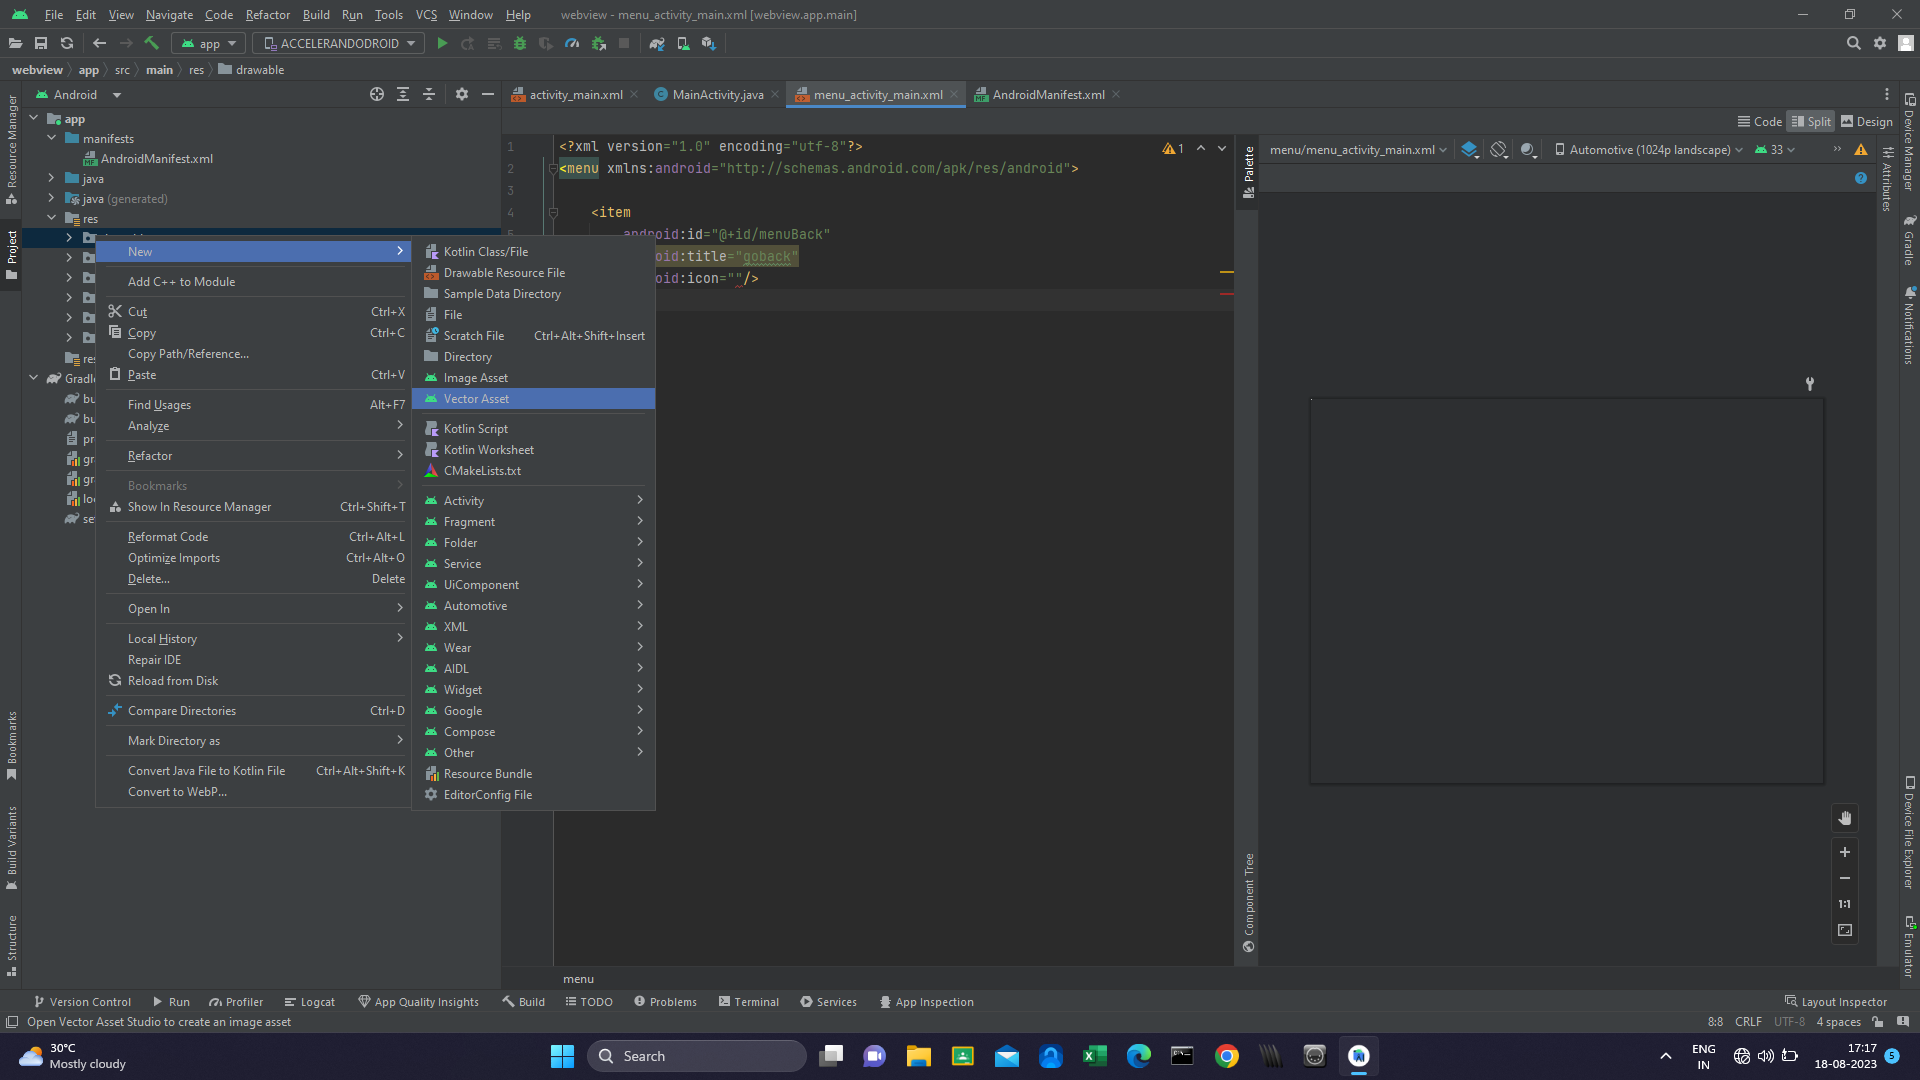 File Edit View Navigate Code Refactor Build Run Tools VCS Window Help webview - menu_activity_main.xml [webview.app.main]
app ACCELERANDODROID
webview app src main res drawable
Android
activity_main.xml MainActivity.java menu_activity_main.xml AndroidManifest.xml
Code Split Design
menu/menu_activity_main.xml Automotive (1024p landscape) 33
Resource Manager
Project
Bookmarks
Build Variants
Structure
app
manifests
AndroidManifest.xml
java
java (generated)
res
res
Gradle
bu
bu
pr
gr
gr
loc
se
New
Add C++ to Module
Cut Ctrl+X
Copy Ctrl+C
Copy Path/Reference...
Paste Ctrl+V
Find Usages Alt+F7
Analyze
Refactor
Bookmarks
Show In Resource Manager Ctrl+Shift+T
Reformat Code Ctrl+Alt+L
Optimize Imports Ctrl+Alt+O
Delete... Delete
Open In
Local History
Repair IDE
Reload from Disk
Compare Directories Ctrl+D
Mark Directory as
Convert Java File to Kotlin File Ctrl+Alt+Shift+K
Convert to WebP...
Kotlin Class/File
Drawable Resource File
Sample Data Directory
File
Scratch File Ctrl+Alt+Shift+Insert
Directory
Image Asset
Vector Asset
Kotlin Script
Kotlin Worksheet
CMakeLists.txt
Activity
Fragment
Folder
Service
UiComponent
Automotive
XML
Wear
AIDL
Widget
Google
Compose
Other
Resource Bundle
EditorConfig File
1 <?xml version="1.0" encoding="utf-8"?>
2 <menu xmlns:android="http://schemas.android.com/apk/res/android">
3
4 <item
5 android:id="@+id/menuBack"
oid:title="goback"
oid:icon=""/>
1
Palette
Component Tree
Attributes
1:1
Device Manager
Gradle
Notifications
Device File Explorer
Emulator
menu
Version Control Run Profiler Logcat App Quality Insights Build TODO Problems Terminal Services App Inspection Layout Inspector
Open Vector Asset Studio to create an image asset 8:8 CRLF UTF-8 4 spaces
30°C
Mostly cloudy
Search
ENG
IN
17:17
18-08-2023
5